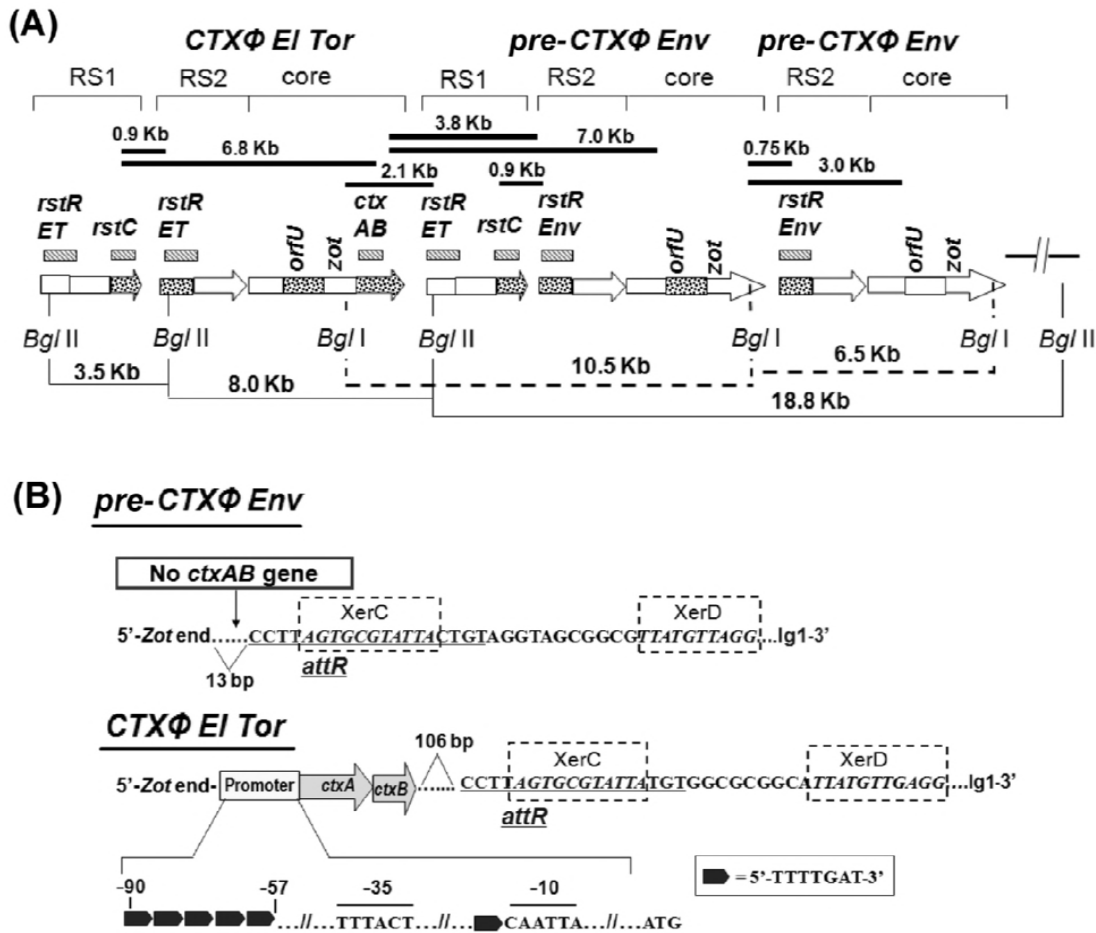 (A)
CTXΦ El Tor pre-CTXΦ Env pre-CTXΦ Env
RS1 RS2 core RS1 RS2 core RS2 core
0.9 Kb 3.8 Kb 7.0 Kb 0.75 Kb
6.8 Kb 2.1 Kb 0.9 Kb 3.0 Kb
rstR ET rstC rstR ET orfU zot ctx AB rstR ET rstC rstR Env orfU zot rstR Env orfU zot
Bgl II Bgl II Bgl I Bgl II Bgl I Bgl I Bgl II
3.5 Kb 8.0 Kb 10.5 Kb 6.5 Kb
18.8 Kb
(B)
pre-CTXΦ Env
No ctxAB gene
XerC XerD
5’-Zot end......CCTTAGTGCGTATTACTGTAGGTAGCGGCGTTATGTTAGG....Ig1-3’
13 bp attR
CTXΦ El Tor
106 bp
XerC XerD
5’-Zot end- Promoter ctxA ctxB .......CCTTAGTGCGTATTATGTGGCGCGGCATTATGTTGAGG....Ig1-3’
attR
–90 –57 –35 –10
= 5’-TTTTGAT-3’
...//...TTTACT...//... CAATTA...//...ATG